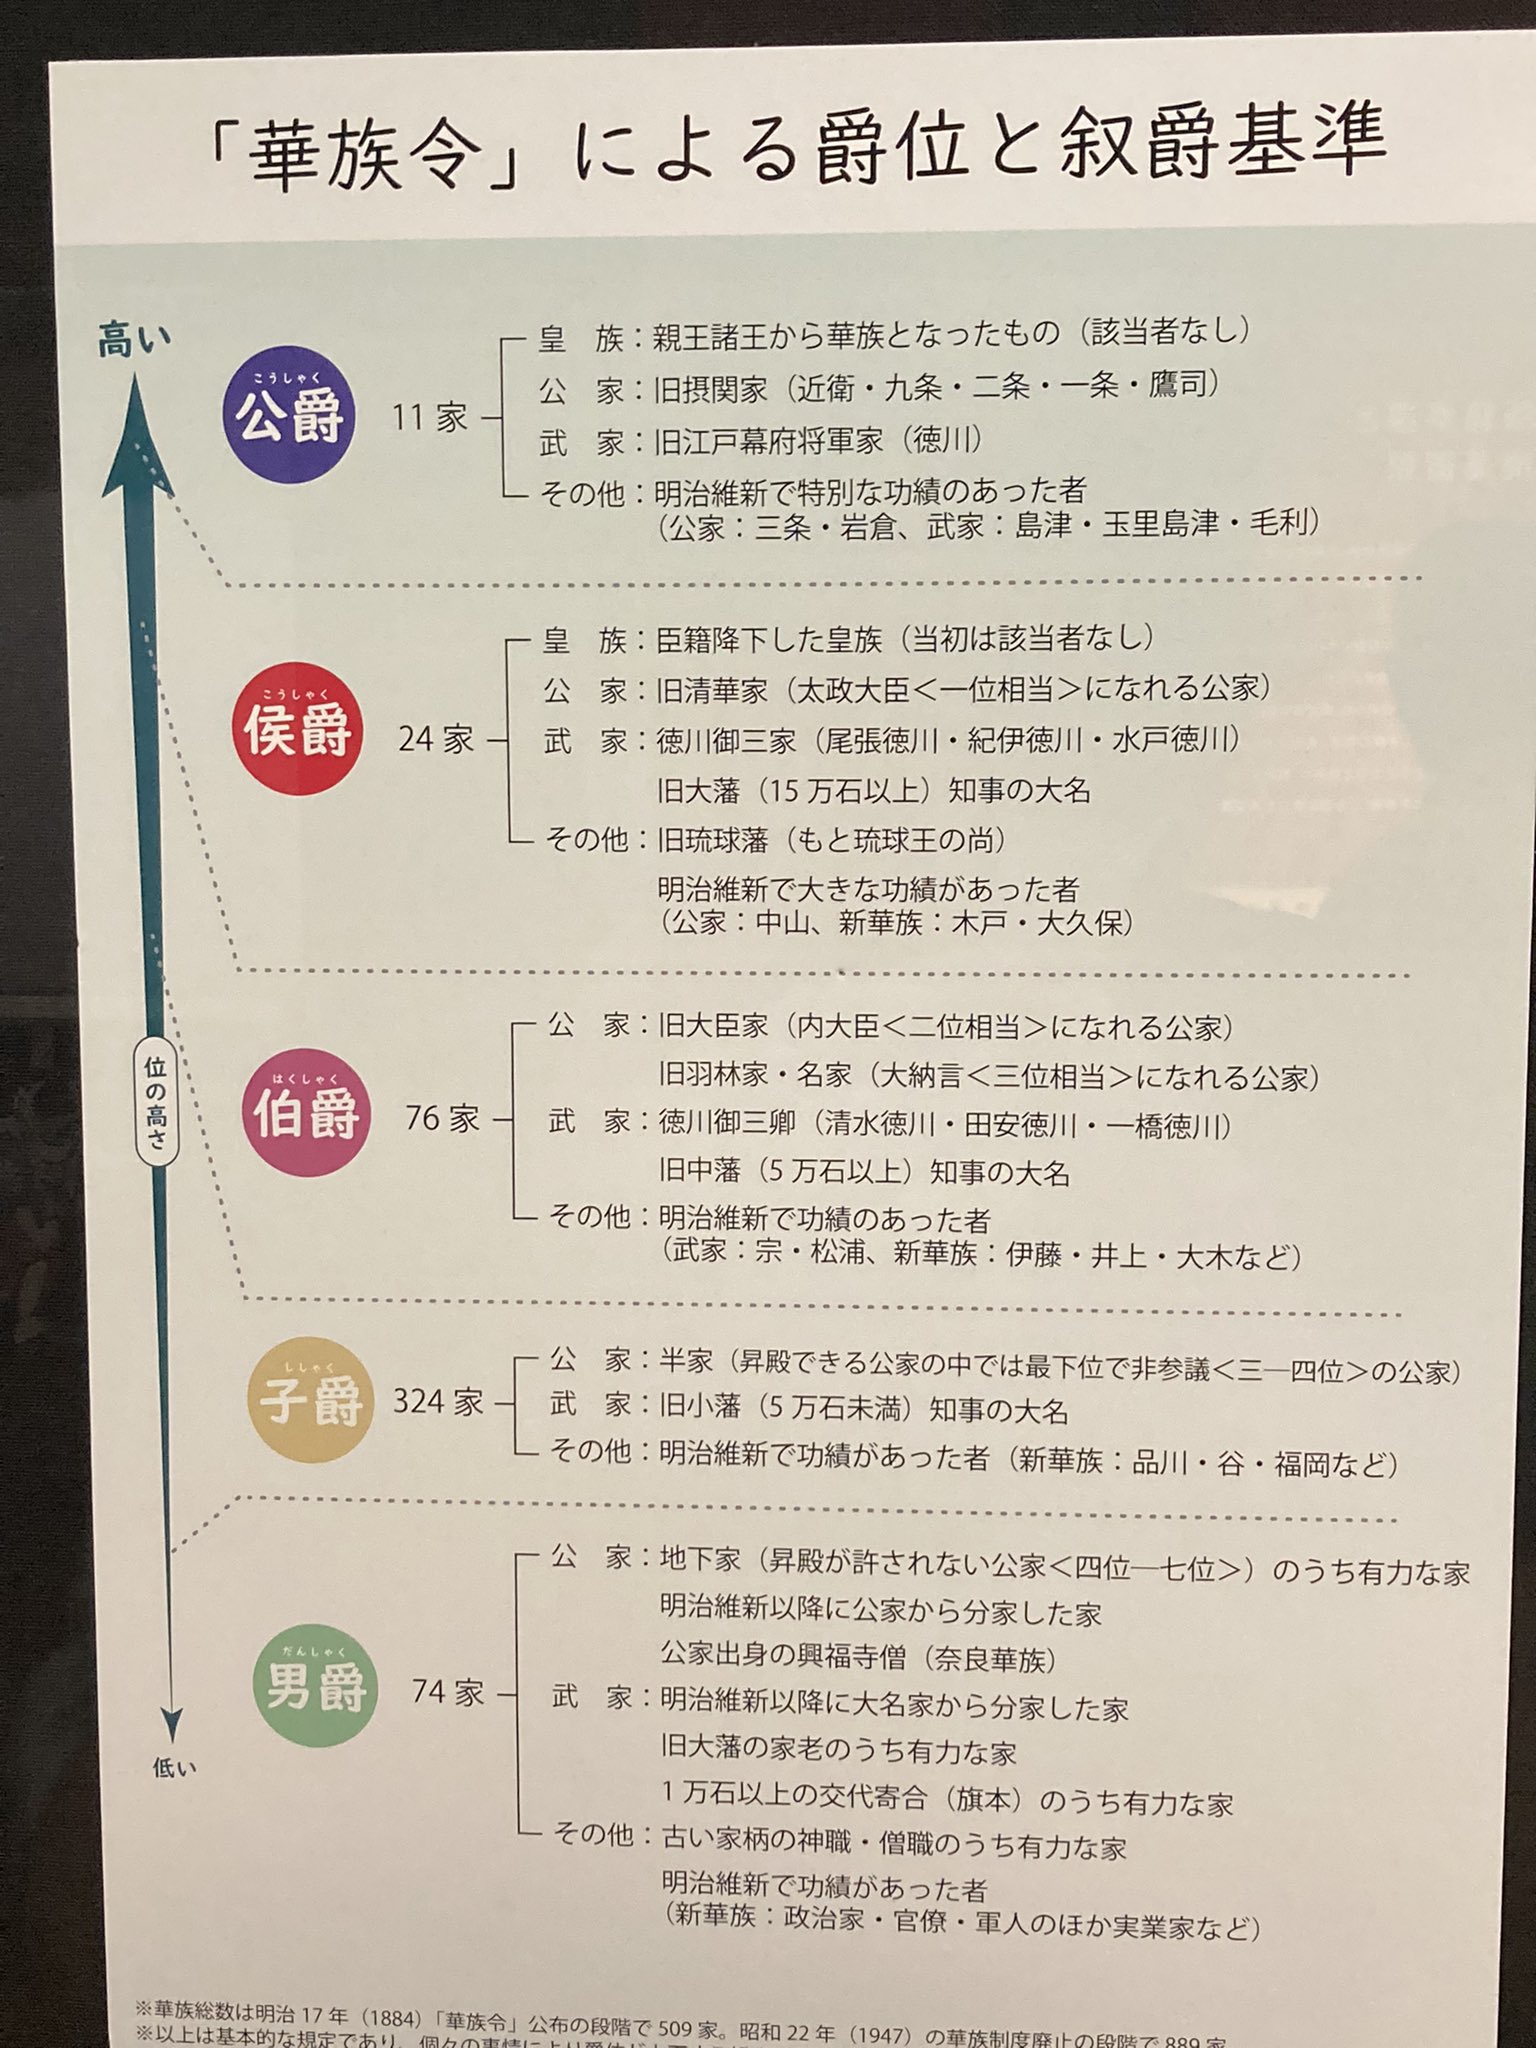 「華族令」による爵位と叙爵基準
高い
位の高さ
低い
こうしゃく
公爵
11 家
皇　族：親王諸王から華族となったもの（該当者なし）
公　家：旧摂関家（近衛・九条・二条・一条・鷹司）
武　家：旧江戸幕府将軍家（徳川）
その他：明治維新で特別な功績のあった者
（公家：三条・岩倉、武家：島津・玉里島津・毛利）
こうしゃく
侯爵
24 家
皇　族：臣籍降下した皇族（当初は該当者なし）
公　家：旧清華家（太政大臣＜一位相当＞になれる公家）
武　家：徳川御三家（尾張徳川・紀伊徳川・水戸徳川）
旧大藩（15 万石以上）知事の大名
その他：旧琉球藩（もと琉球王の尚）
明治維新で大きな功績があった者
（公家：中山、新華族：木戸・大久保）
はくしゃく
伯爵
76 家
公　家：旧大臣家（内大臣＜二位相当＞になれる公家）
旧羽林家・名家（大納言＜三位相当＞になれる公家）
武　家：徳川御三卿（清水徳川・田安徳川・一橋徳川）
旧中藩（5 万石以上）知事の大名
その他：明治維新で功績のあった者
（武家：宗・松浦、新華族：伊藤・井上・大木など）
ししゃく
子爵
324 家
公　家：半家（昇殿できる公家の中では最下位で非参議＜三―四位＞の公家）
武　家：旧小藩（5 万石未満）知事の大名
その他：明治維新で功績があった者（新華族：品川・谷・福岡など）
だんしゃく
男爵
74 家
公　家：地下家（昇殿が許されない公家＜四位―七位＞）のうち有力な家
明治維新以降に公家から分家した家
公家出身の興福寺僧（奈良華族）
武　家：明治維新以降に大名家から分家した家
旧大藩の家老のうち有力な家
1 万石以上の交代寄合（旗本）のうち有力な家
その他：古い家柄の神職・僧職のうち有力な家
明治維新で功績があった者
（新華族：政治家・官僚・軍人のほか実業家など）
※華族総数は明治 17 年（1884）「華族令」公布の段階で 509 家。昭和 22 年（1947）の華族制度廃止の段階で 889 家
※以上は基本的な規定であり、個々の事情により爵位が